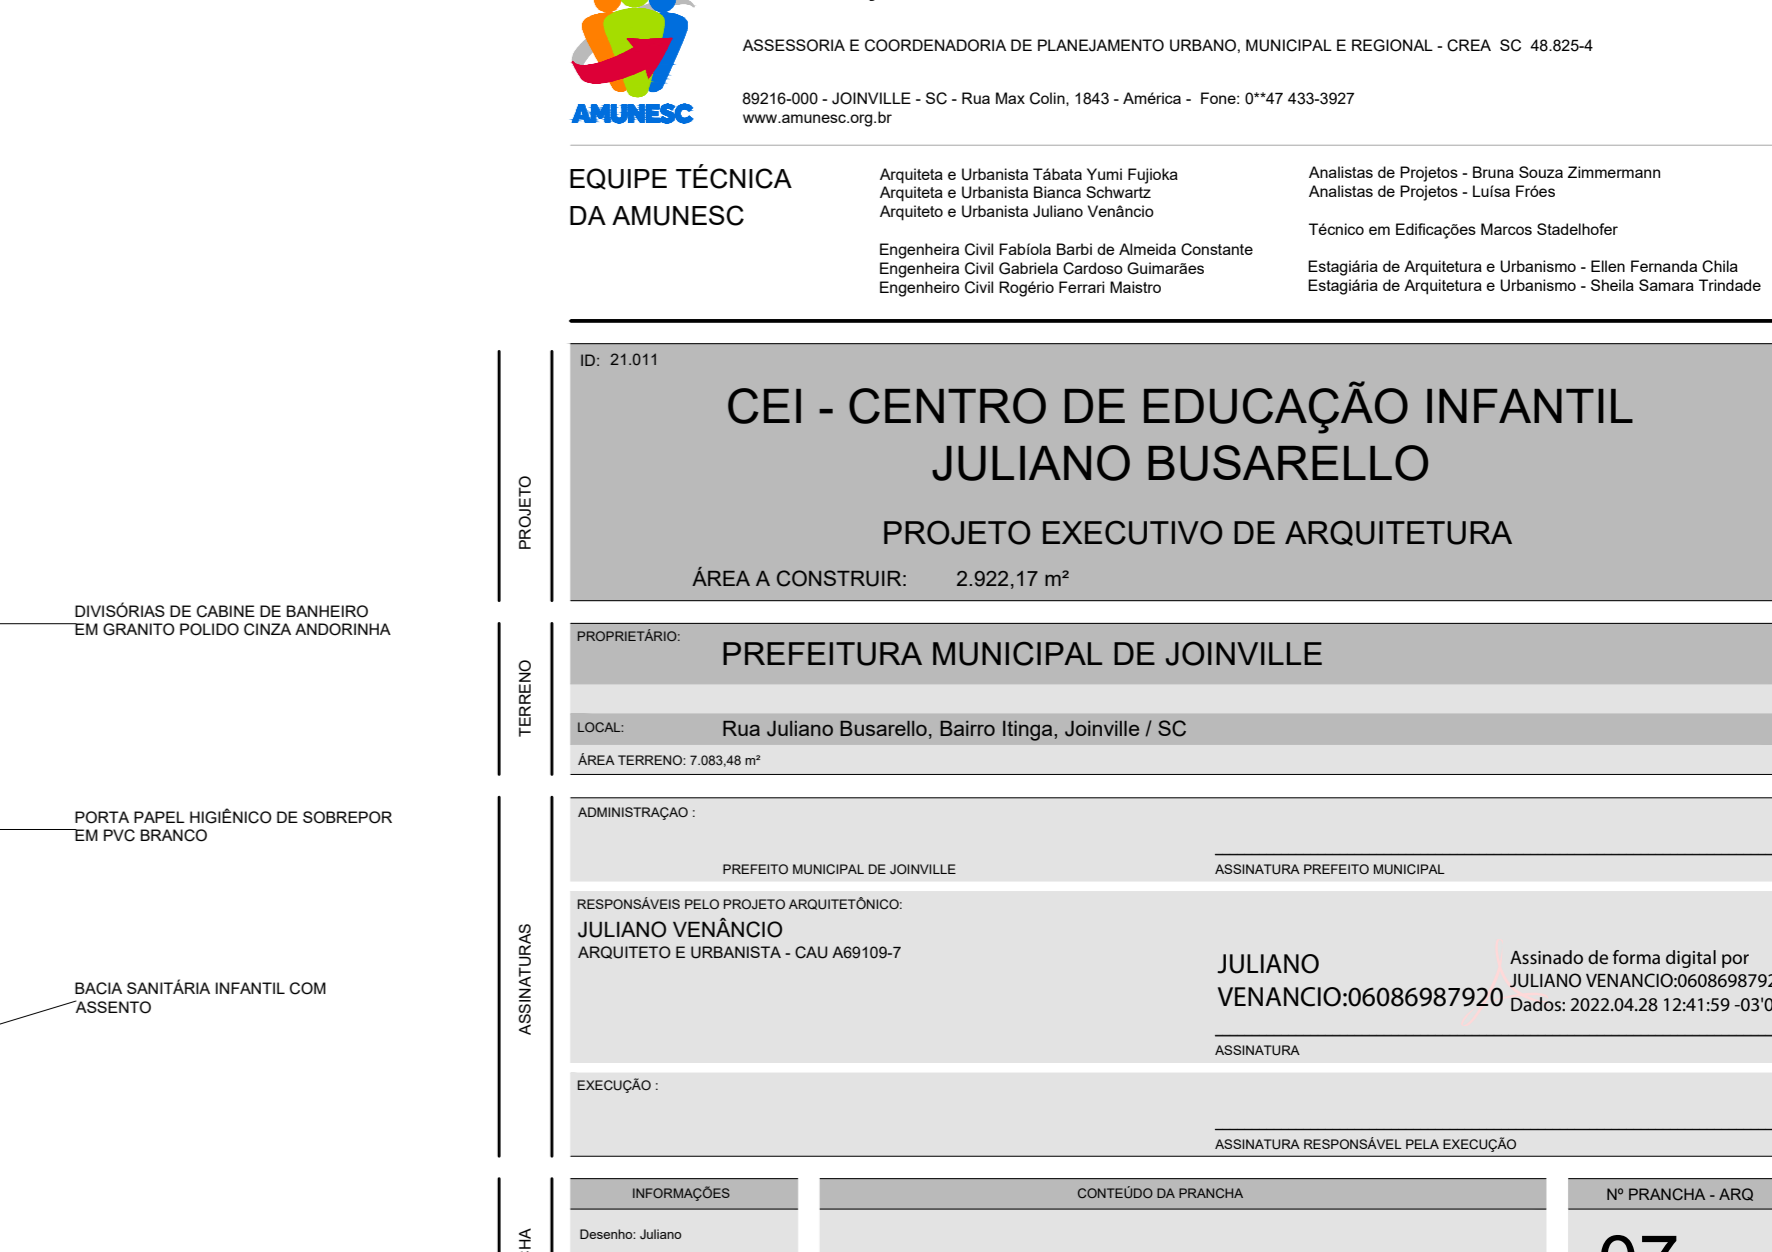 AMUNESC
ASSESSORIA E COORDENADORIA DE PLANEJAMENTO URBANO, MUNICIPAL E REGIONAL - CREA SC 48.825-4
89216-000 - JOINVILLE - SC - Rua Max Colin, 1843 - América - Fone: 0**47 433-3927
www.amunesc.org.br
EQUIPE TÉCNICA
DA AMUNESC
Arquiteta e Urbanista Tábata Yumi Fujioka
Arquiteta e Urbanista Bianca Schwartz
Arquiteto e Urbanista Juliano Venâncio
Engenheira Civil Fabíola Barbi de Almeida Constante
Engenheira Civil Gabriela Cardoso Guimarães
Engenheiro Civil Rogério Ferrari Maistro
Analistas de Projetos - Bruna Souza Zimmermann
Analistas de Projetos - Luísa Fróes
Técnico em Edificações Marcos Stadelhofer
Estagiária de Arquitetura e Urbanismo - Ellen Fernanda Chila
Estagiária de Arquitetura e Urbanismo - Sheila Samara Trindade
PROJETO
ID: 21.011
CEI - CENTRO DE EDUCAÇÃO INFANTIL
JULIANO BUSARELLO
PROJETO EXECUTIVO DE ARQUITETURA
ÁREA A CONSTRUIR: 2.922,17 m²
DIVISÓRIAS DE CABINE DE BANHEIRO
EM GRANITO POLIDO CINZA ANDORINHA
TERRENO
PROPRIETÁRIO:
PREFEITURA MUNICIPAL DE JOINVILLE
LOCAL: Rua Juliano Busarello, Bairro Itinga, Joinville / SC
ÁREA TERRENO: 7.083,48 m²
PORTA PAPEL HIGIÊNICO DE SOBREPOR
EM PVC BRANCO
BACIA SANITÁRIA INFANTIL COM
ASSENTO
ASSINATURAS
ADMINISTRAÇAO :
PREFEITO MUNICIPAL DE JOINVILLE
ASSINATURA PREFEITO MUNICIPAL
RESPONSÁVEIS PELO PROJETO ARQUITETÔNICO:
JULIANO VENÂNCIO
ARQUITETO E URBANISTA - CAU A69109-7
JULIANO
VENANCIO:06086987920
Assinado de forma digital por
JULIANO VENANCIO:0608698792
Dados: 2022.04.28 12:41:59 -03'0
ASSINATURA
EXECUÇÃO :
ASSINATURA RESPONSÁVEL PELA EXECUÇÃO
INFORMAÇÕES
CONTEÚDO DA PRANCHA
Nº PRANCHA - ARQ
Desenho: Juliano